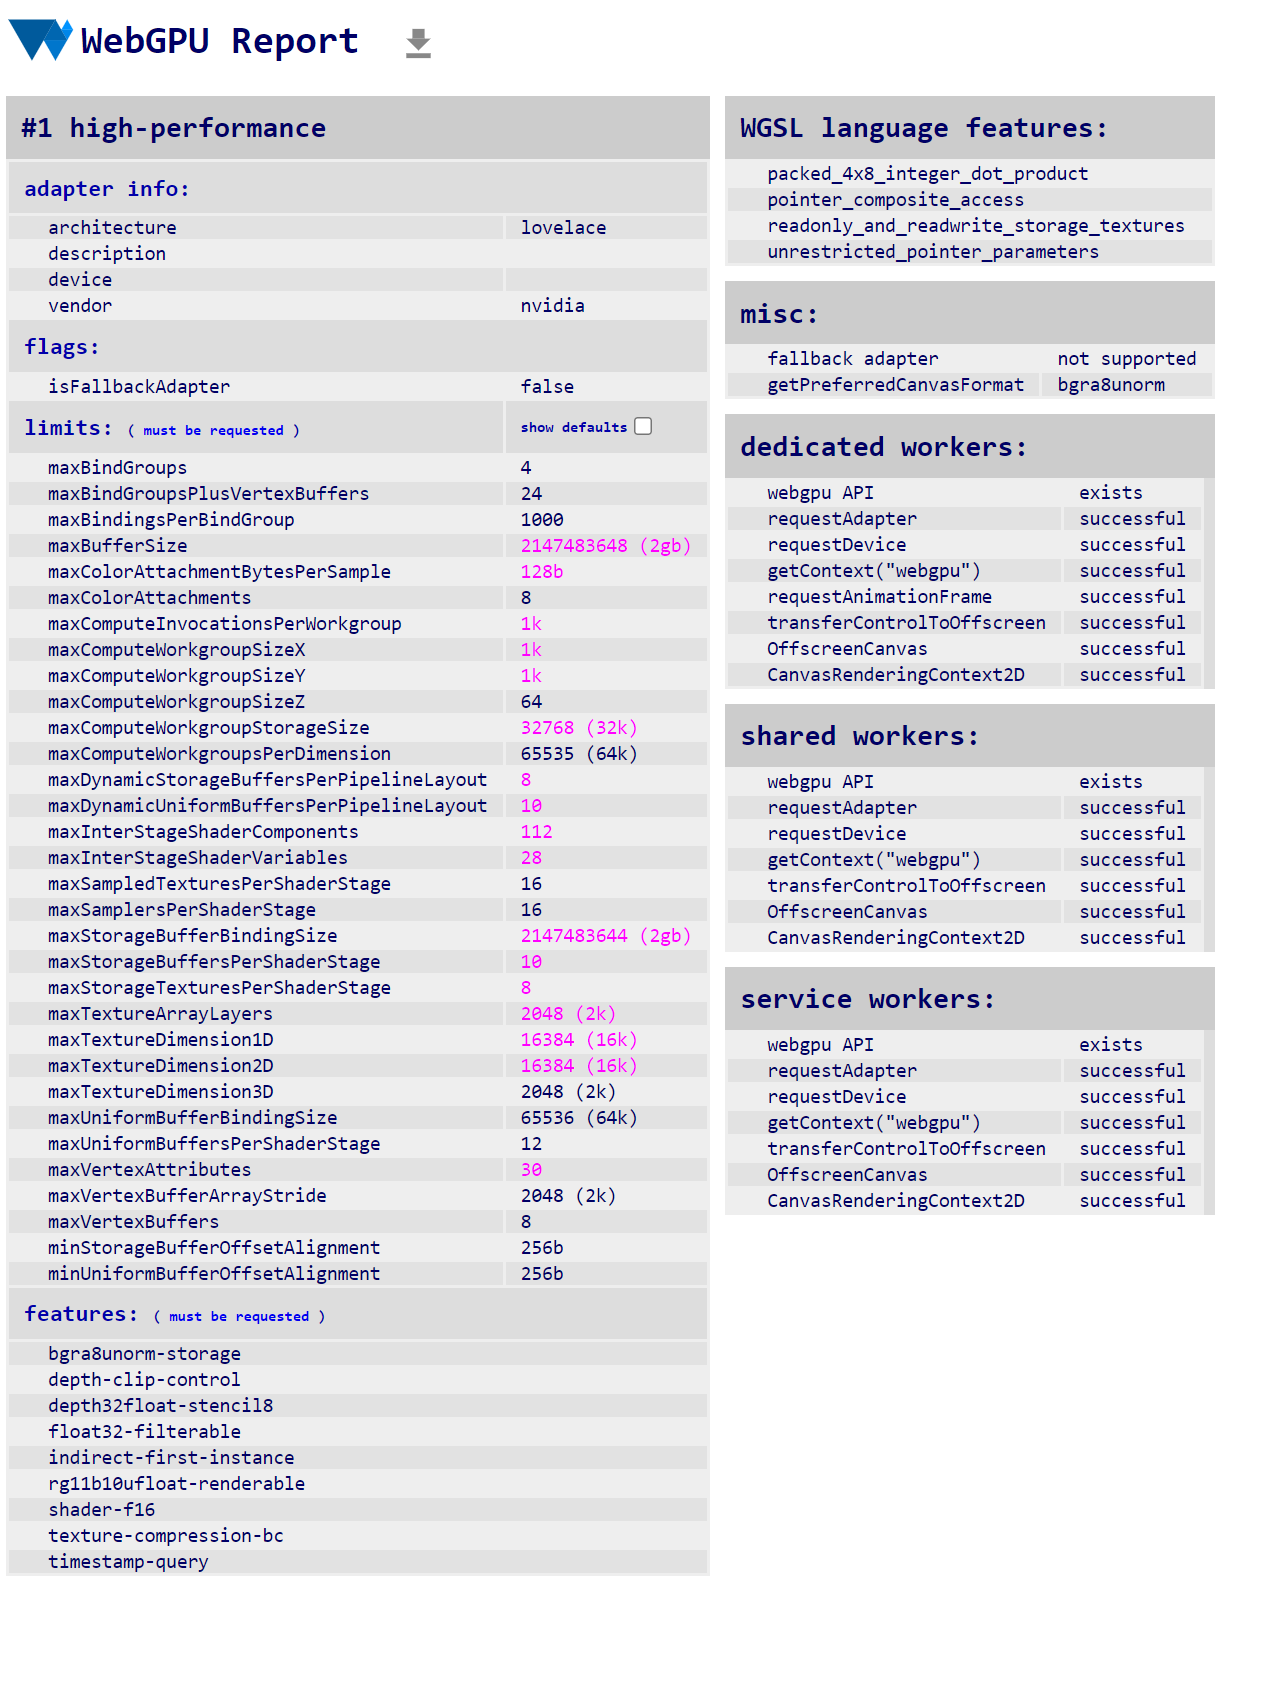 WebGPU Report
#1 high-performance
adapter info:
architecture lovelace
description
device
vendor nvidia
flags:
isFallbackAdapter false
limits: ( must be requested ) show defaults
maxBindGroups 4
maxBindGroupsPlusVertexBuffers 24
maxBindingsPerBindGroup 1000
maxBufferSize 2147483648 (2gb)
maxColorAttachmentBytesPerSample 128b
maxColorAttachments 8
maxComputeInvocationsPerWorkgroup 1k
maxComputeWorkgroupSizeX 1k
maxComputeWorkgroupSizeY 1k
maxComputeWorkgroupSizeZ 64
maxComputeWorkgroupStorageSize 32768 (32k)
maxComputeWorkgroupsPerDimension 65535 (64k)
maxDynamicStorageBuffersPerPipelineLayout 8
maxDynamicUniformBuffersPerPipelineLayout 10
maxInterStageShaderComponents 112
maxInterStageShaderVariables 28
maxSampledTexturesPerShaderStage 16
maxSamplersPerShaderStage 16
maxStorageBufferBindingSize 2147483644 (2gb)
maxStorageBuffersPerShaderStage 10
maxStorageTexturesPerShaderStage 8
maxTextureArrayLayers 2048 (2k)
maxTextureDimension1D 16384 (16k)
maxTextureDimension2D 16384 (16k)
maxTextureDimension3D 2048 (2k)
maxUniformBufferBindingSize 65536 (64k)
maxUniformBuffersPerShaderStage 12
maxVertexAttributes 30
maxVertexBufferArrayStride 2048 (2k)
maxVertexBuffers 8
minStorageBufferOffsetAlignment 256b
minUniformBufferOffsetAlignment 256b
features: ( must be requested )
bgra8unorm-storage
depth-clip-control
depth32float-stencil8
float32-filterable
indirect-first-instance
rg11b10ufloat-renderable
shader-f16
texture-compression-bc
timestamp-query
WGSL language features:
packed_4x8_integer_dot_product
pointer_composite_access
readonly_and_readwrite_storage_textures
unrestricted_pointer_parameters
misc:
fallback adapter not supported
getPreferredCanvasFormat bgra8unorm
dedicated workers:
webgpu API exists
requestAdapter successful
requestDevice successful
getContext("webgpu") successful
requestAnimationFrame successful
transferControlToOffscreen successful
OffscreenCanvas successful
CanvasRenderingContext2D successful
shared workers:
webgpu API exists
requestAdapter successful
requestDevice successful
getContext("webgpu") successful
transferControlToOffscreen successful
OffscreenCanvas successful
CanvasRenderingContext2D successful
service workers:
webgpu API exists
requestAdapter successful
requestDevice successful
getContext("webgpu") successful
transferControlToOffscreen successful
OffscreenCanvas successful
CanvasRenderingContext2D successful